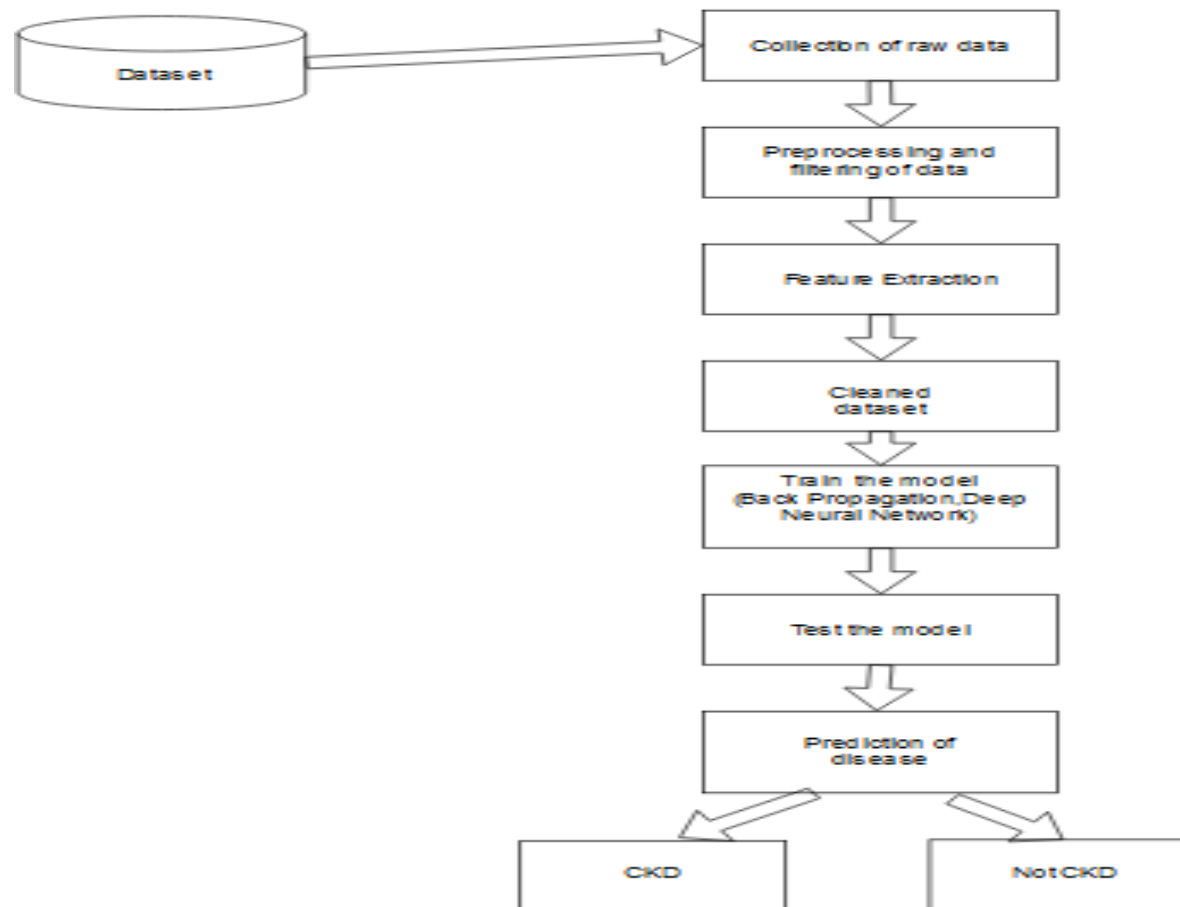 Dataset
Collection of raw data
Preprocessing and
filtering of data
Feature Extraction
Cleaned
dataset
Train the model
(Back Propagation,Deep
Neural Network)
Test the model
Prediction of
disease
CKD
Not CKD